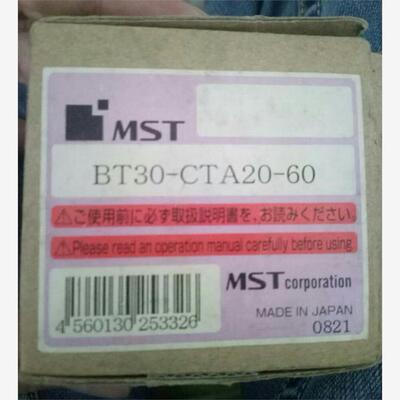 MST
BT30-CTA20-60
⚠ご使用前に必ず取扱説明書を、お読みください。
⚠Please read an operation manual carefully before using.
4 560130 253326
MST corporation
MADE IN JAPAN
0821